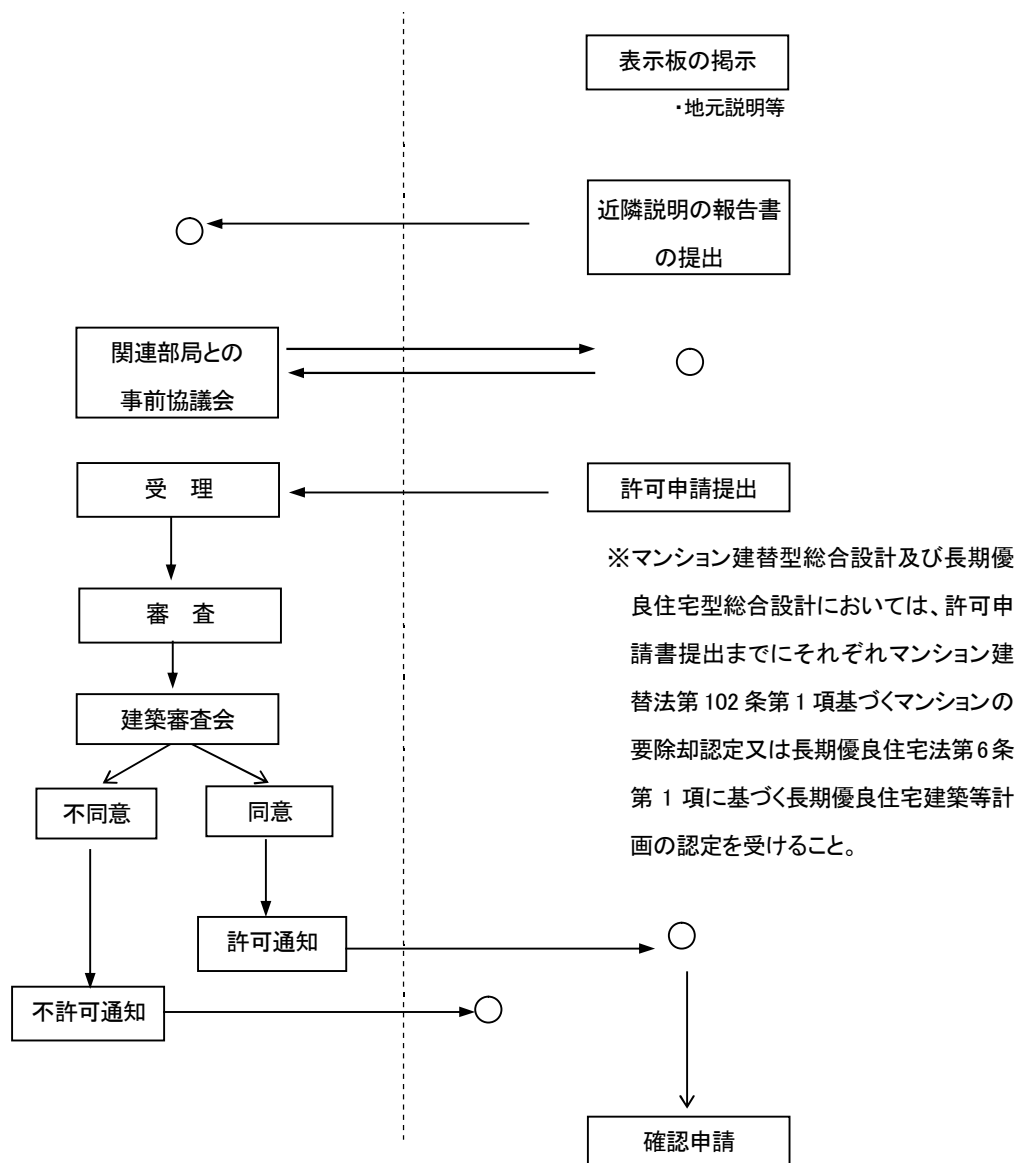 表示板の掲示
・地元説明等
近隣説明の報告書
の提出
関連部局との
事前協議会
受　理
許可申請提出
※マンション建替型総合設計及び長期優
良住宅型総合設計においては、許可申
請書提出までにそれぞれマンション建
替法第 102 条第 1 項基づくマンションの
要除却認定又は長期優良住宅法第 6 条
第 1 項に基づく長期優良住宅建築等計
画の認定を受けること。
審　査
建築審査会
不同意
同意
許可通知
不許可通知
確認申請